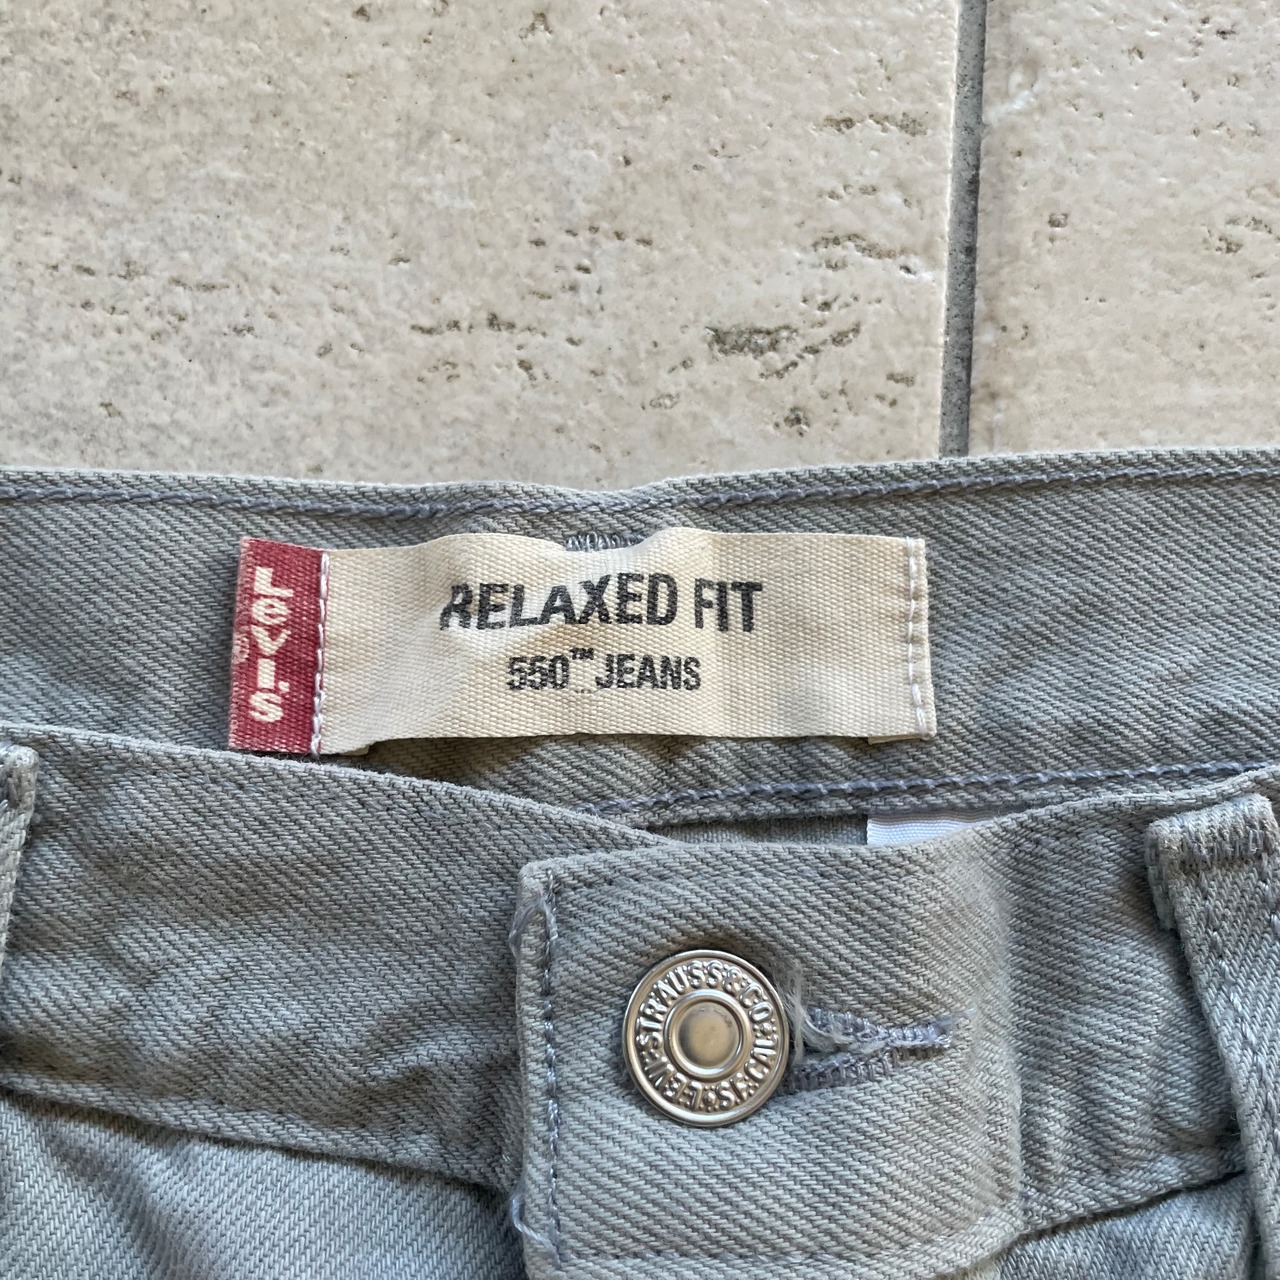 Levi's®
RELAXED FIT
550™ JEANS
LEVI STRAUSS & CO. S.F. CAL.